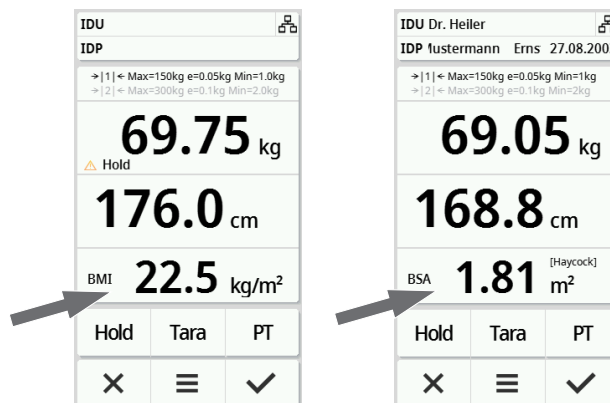 IDU
IDP
→|1|← Max=150kg e=0.05kg Min=1.0kg
→|2|← Max=300kg e=0.1kg Min=2.0kg
69.75 kg
Hold
176.0 cm
BMI 22.5 kg/m²
Hold Tara PT
IDU Dr. Heiler
IDP Mustermann Erns 27.08.200
→|1|← Max=150kg e=0.05kg Min=1kg
→|2|← Max=300kg e=0.1kg Min=2kg
69.05 kg
168.8 cm
BSA 1.81 [Haycock] m²
Hold Tara PT